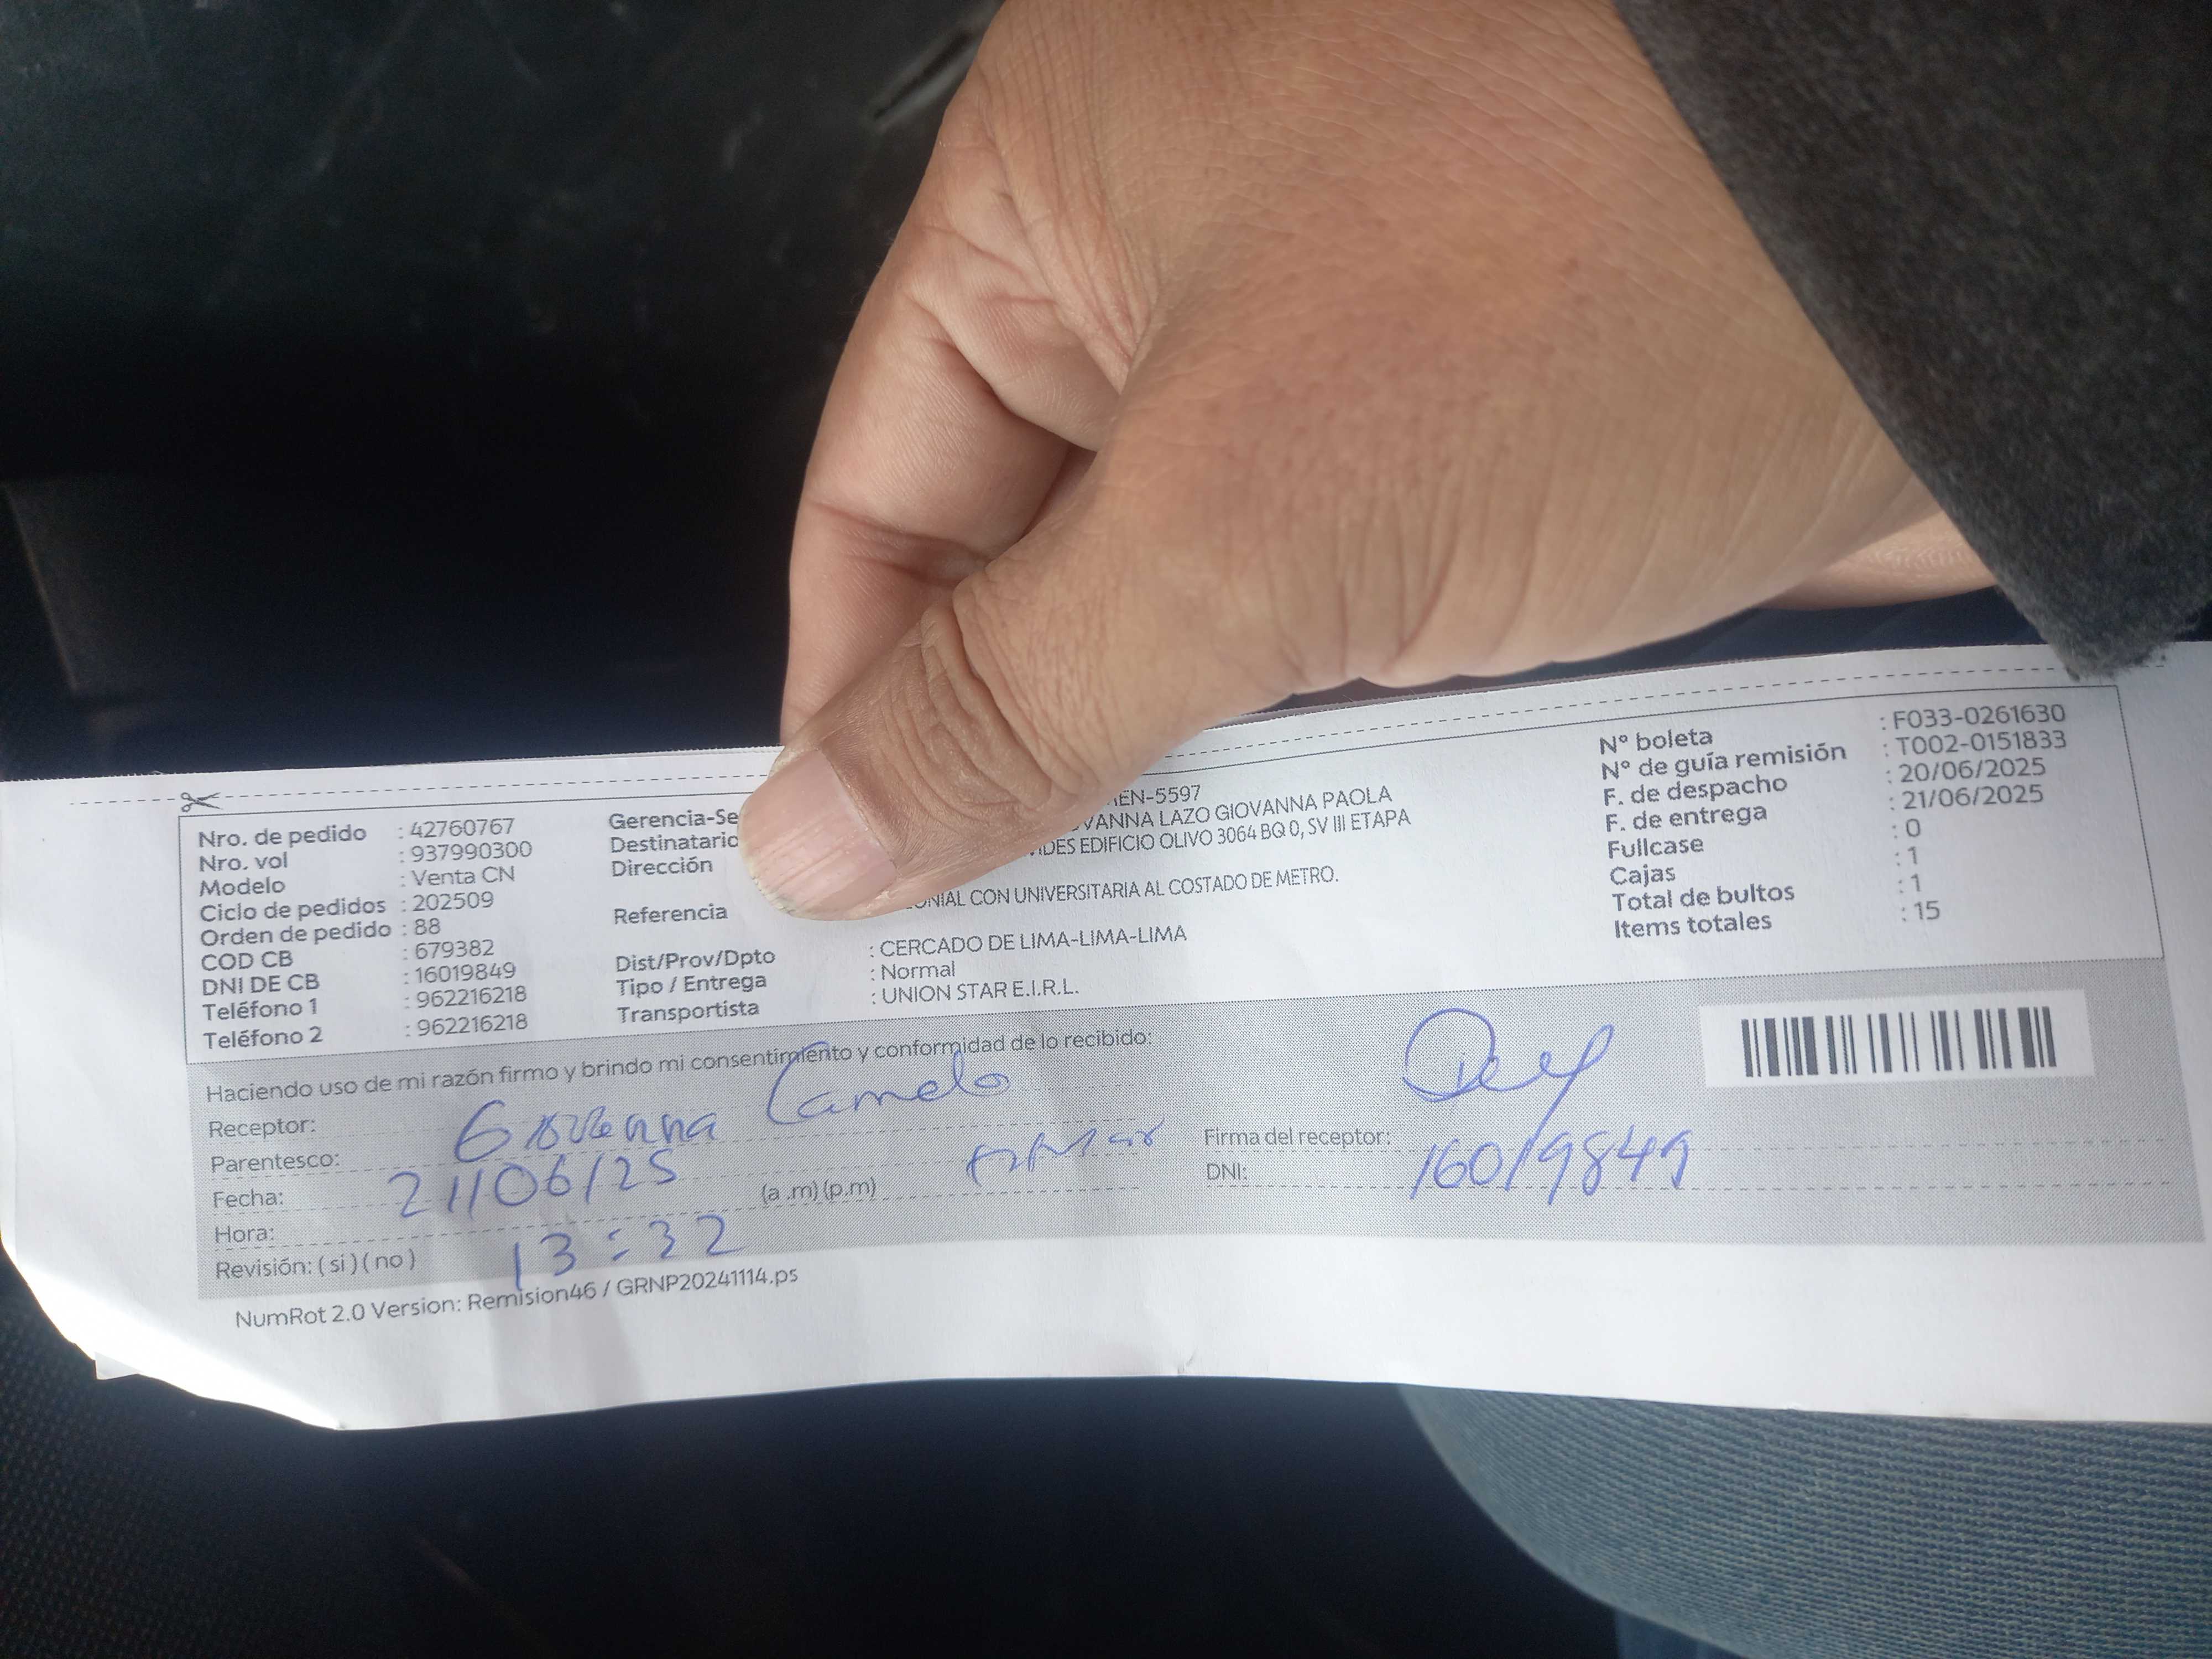 Nro. de pedido : 42760767
Nro. vol : 937990300
Modelo : Venta CN
Ciclo de pedidos : 202509
Orden de pedido : 88
COD CB : 679382
DNI DE CB : 16019849
Teléfono 1 : 962216218
Teléfono 2 : 962216218
Gerencia-Se EN-5597
Destinatario VANNA LAZO GIOVANNA PAOLA
Dirección DES EDIFICIO OLIVO 3064 BQ 0, SV III ETAPA
Referencia ONIAL CON UNIVERSITARIA AL COSTADO DE METRO.
Dist/Prov/Dpto : CERCADO DE LIMA-LIMA-LIMA
Tipo / Entrega : Normal
Transportista : UNION STAR E.I.R.L.
N° boleta : F033-0261630
N° de guía remisión : T002-0151833
F. de despacho : 20/06/2025
F. de entrega : 21/06/2025
Fullcase : 0
Cajas : 1
Total de bultos : 1
Items totales : 15
Haciendo uso de mi razón firmo y brindo mi consentimiento y conformidad de lo recibido:
Receptor:
Parentesco:
Fecha: 21/06/25 (a .m) (p.m)
Hora: 13:32
Revisión: ( si ) ( no )
Firma del receptor:
DNI: 16019849
NumRot 2.0 Version: Remision46 / GRNP20241114.ps